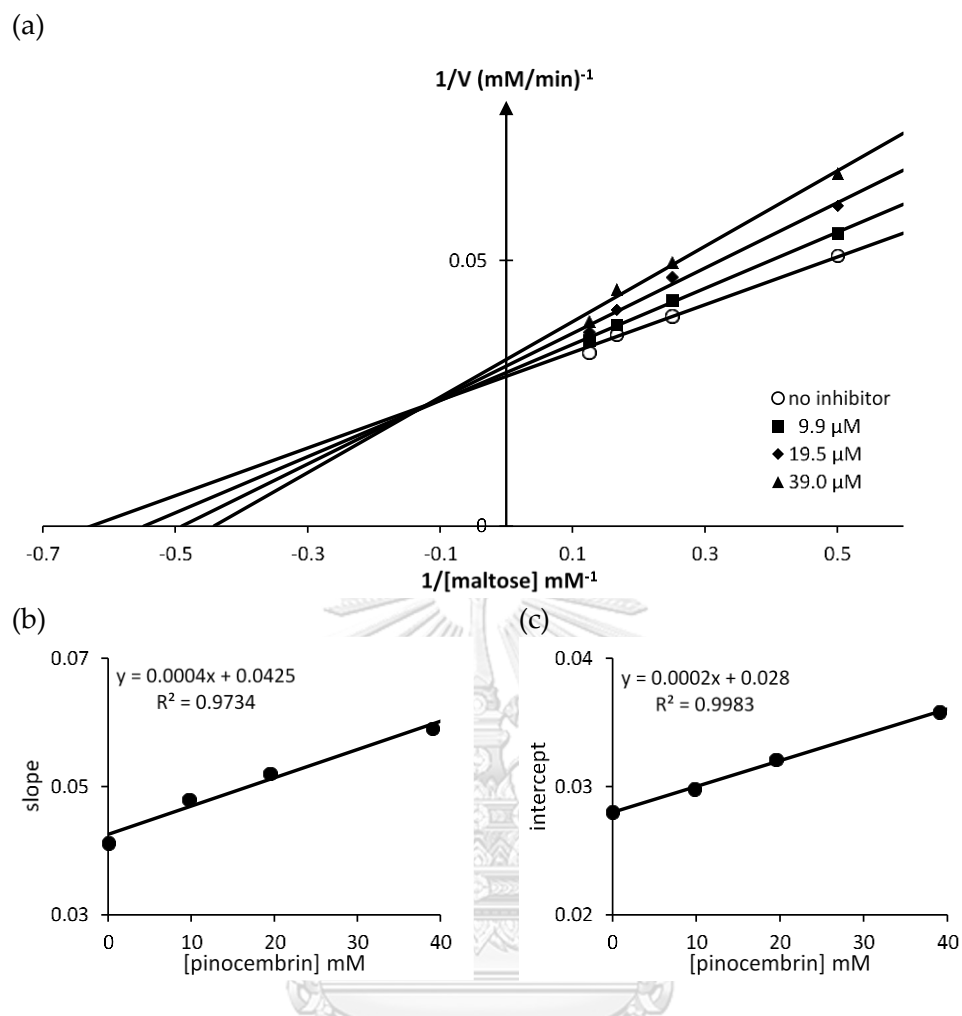 (a)
1/V (mM/min)-1
0.05
no inhibitor
9.9 µM
19.5 µM
39.0 µM
0
-0.7 -0.5 -0.3 -0.1 0.1 0.3 0.5
1/[maltose] mM-1
(b)
0.07
y = 0.0004x + 0.0425
R² = 0.9734
0.05
slope
0.03
0 10 20 30 40
[pinocembrin] mM
(c)
0.04
y = 0.0002x + 0.028
R² = 0.9983
0.03
intercept
0.02
0 10 20 30 40
[pinocembrin] mM